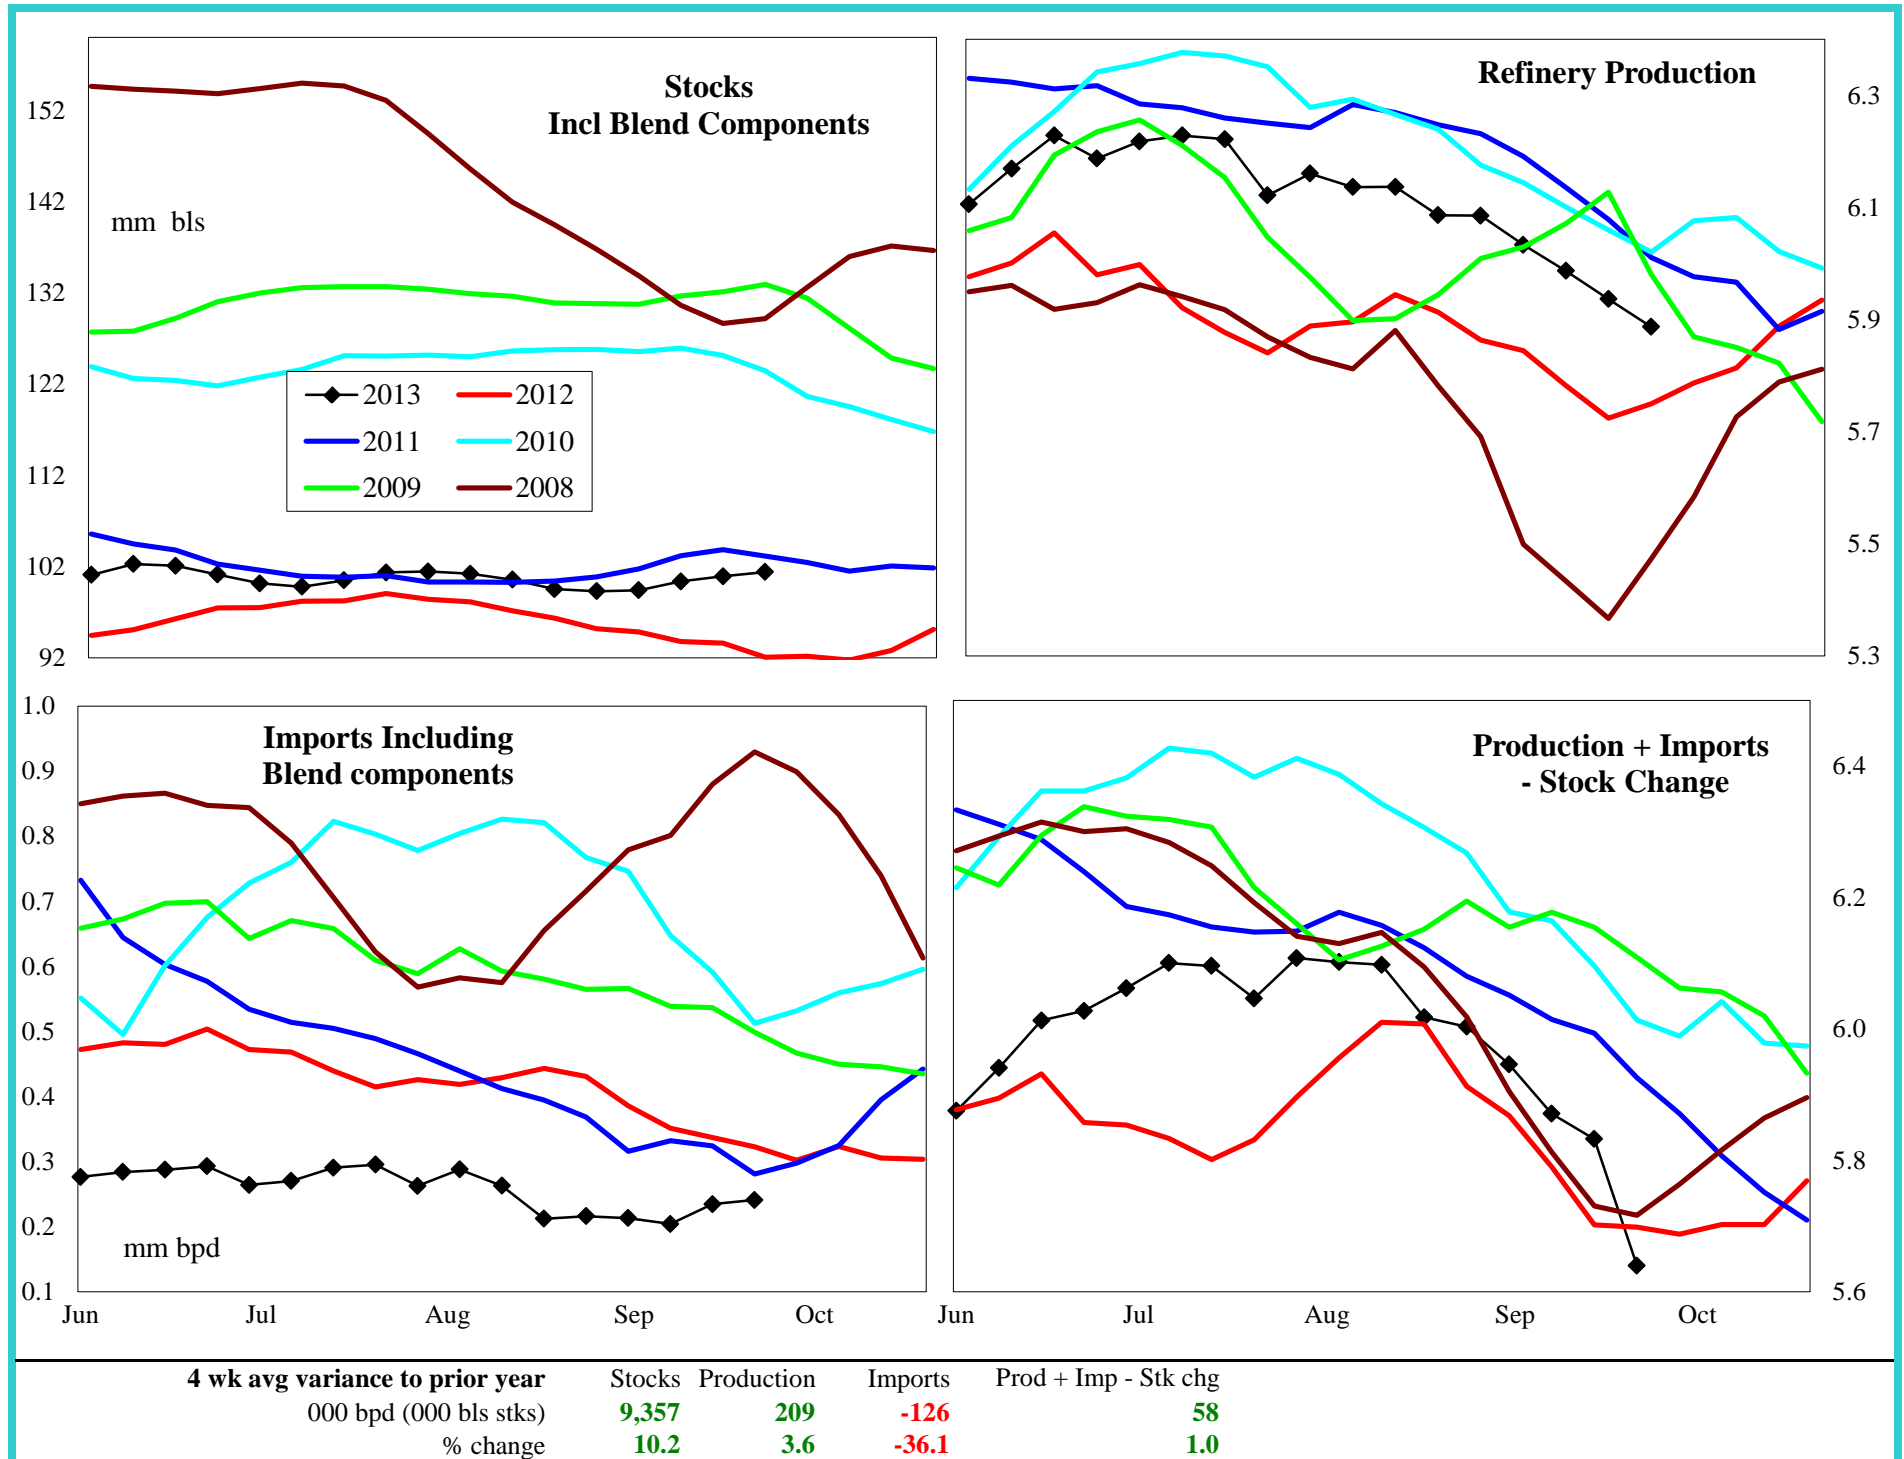 Stocks
Incl Blend Components
mm bls
152
142
132
122
112
102
92
2013 2012
2011 2010
2009 2008
Refinery Production
6.3
6.1
5.9
5.7
5.5
5.3
Imports Including
Blend components
mm bpd
1.0
0.9
0.8
0.7
0.6
0.5
0.4
0.3
0.2
0.1
Jun Jul Aug Sep Oct
Production + Imports
- Stock Change
6.4
6.2
6.0
5.8
5.6
Jun Jul Aug Sep Oct
4 wk avg variance to prior year Stocks Production Imports Prod + Imp - Stk chg
000 bpd (000 bls stks) 9,357 209 -126 58
% change 10.2 3.6 -36.1 1.0